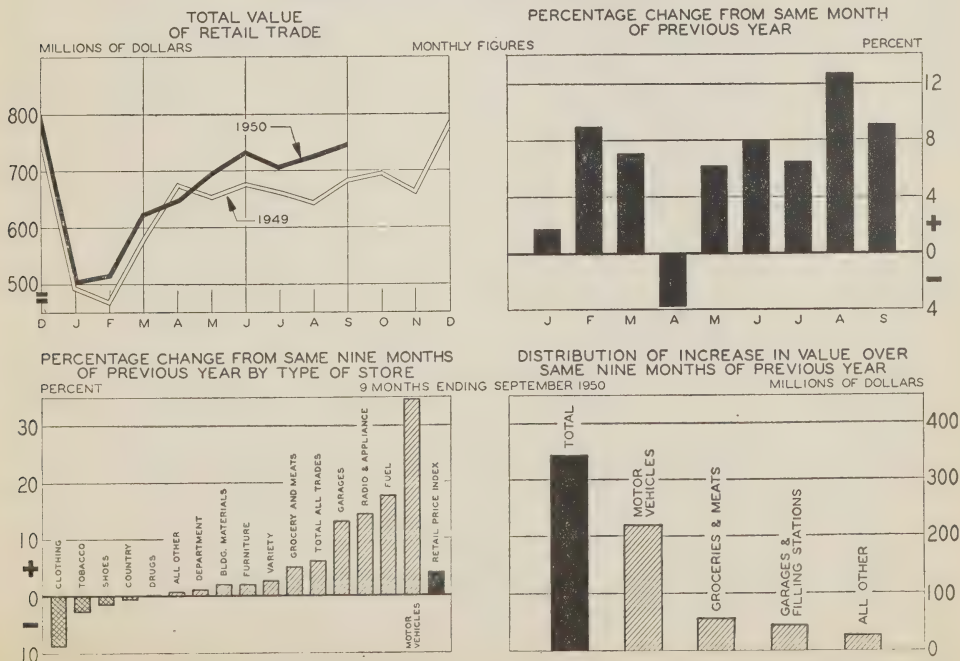 TOTAL VALUE
OF RETAIL TRADE
MILLIONS OF DOLLARS
MONTHLY FIGURES
800
700
600
500
1950
1949
D J F M A M J J A S O N D
PERCENTAGE CHANGE FROM SAME MONTH
OF PREVIOUS YEAR
PERCENT
12
8
4
+
0
-
4
J F M A M J J A S
PERCENTAGE CHANGE FROM SAME NINE MONTHS
OF PREVIOUS YEAR BY TYPE OF STORE
PERCENT
9 MONTHS ENDING SEPTEMBER 1950
30
20
10
+
0
-
10
CLOTHING
TOBACCO
SHOES
COUNTRY
DRUGS
ALL OTHER
DEPARTMENT
BLDG. MATERIALS
FURNITURE
VARIETY
GROCERY AND MEATS
TOTAL ALL TRADES
GARAGES
RADIO & APPLIANCE
FUEL
MOTOR
VEHICLES
RETAIL PRICE INDEX
DISTRIBUTION OF INCREASE IN VALUE OVER
SAME NINE MONTHS OF PREVIOUS YEAR
MILLIONS OF DOLLARS
400
300
200
100
0
TOTAL
MOTOR
VEHICLES
GROCERIES & MEATS
GARAGES &
FILLING STATIONS
ALL OTHER